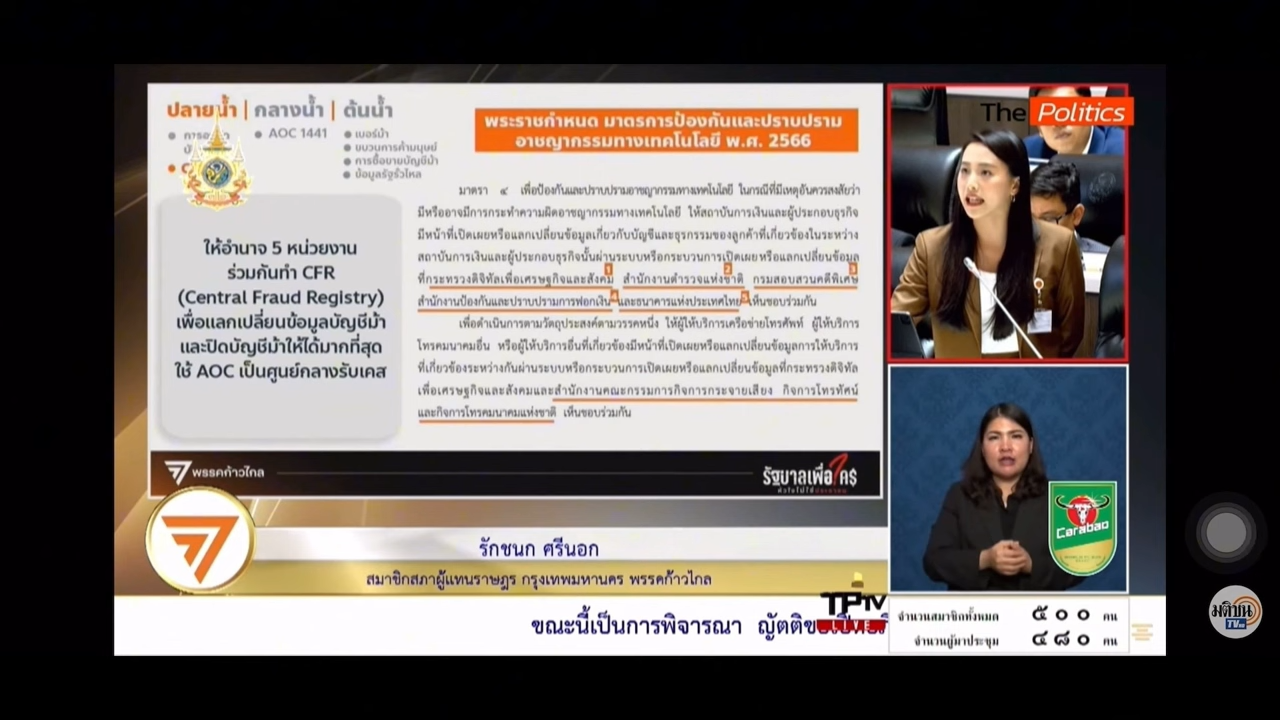 ปลายน้ำ | กลางน้ำ | ต้นน้ำ
AOC 1441
เบอร์ม้า
ขบวนการค้ามนุษย์
การซื้อขายบัญชีม้า
ข้อมูลรัฐรั่วไหล
พระราชกำหนด มาตรการป้องกันและปราบปราม
อาชญากรรมทางเทคโนโลยี พ.ศ. 2566
ให้อำนาจ 5 หน่วยงาน
ร่วมกันทำ CFR
(Central Fraud Registry)
เพื่อแลกเปลี่ยนข้อมูลบัญชีม้า
และปิดบัญชีม้าให้ได้มากที่สุด
ใช้ AOC เป็นศูนย์กลางรับเคส
มาตรา ๔ เพื่อป้องกันและปราบปรามอาชญากรรมทางเทคโนโลยี ในกรณีที่มีเหตุอันควรสงสัยว่า
มีหรืออาจมีการกระทำความผิดอาชญากรรมทางเทคโนโลยี ให้สถาบันการเงินและผู้ประกอบธุรกิจ
มีหน้าที่เปิดเผยหรือแลกเปลี่ยนข้อมูลเกี่ยวกับบัญชีและธุรกรรมของลูกค้าที่เกี่ยวข้องในระหว่าง
สถาบันการเงินและผู้ประกอบธุรกิจนั้นผ่านระบบหรือกระบวนการเปิดเผยหรือแลกเปลี่ยนข้อมูล
ที่กระทรวงดิจิทัลเพื่อเศรษฐกิจและสังคม 1 สำนักงานตำรวจแห่งชาติ 2 กรมสอบสวนคดีพิเศษ 3
สำนักงานป้องกันและปราบปรามการฟอกเงิน 4 และธนาคารแห่งประเทศไทย 5 เห็นชอบร่วมกัน
เพื่อดำเนินการตามวัตถุประสงค์ตามวรรคหนึ่ง ให้ผู้ให้บริการเครือข่ายโทรศัพท์ ผู้ให้บริการ
โทรคมนาคมอื่น หรือผู้ให้บริการอื่นที่เกี่ยวข้องมีหน้าที่เปิดเผยหรือแลกเปลี่ยนข้อมูลการให้บริการ
ที่เกี่ยวข้องระหว่างกันผ่านระบบหรือกระบวนการเปิดเผยหรือแลกเปลี่ยนข้อมูลที่กระทรวงดิจิทัล
เพื่อเศรษฐกิจและสังคมและสำนักงานคณะกรรมการกิจการกระจายเสียง กิจการโทรทัศน์
และกิจการโทรคมนาคมแห่งชาติ เห็นชอบร่วมกัน
พรรคก้าวไกล
รัฐบาลเพื่อใคร$
The Politics
Carabao
รักชนก ศรีนอก
สมาชิกสภาผู้แทนราษฎร กรุงเทพมหานคร พรรคก้าวไกล
ขณะนี้เป็นการพิจารณา ญัตติ
TPTV
LIVE
จำนวนสมาชิกทั้งหมด ๕๐๐ คน
จำนวนผู้มาประชุม ๔๘๐ คน
มติชน
TV